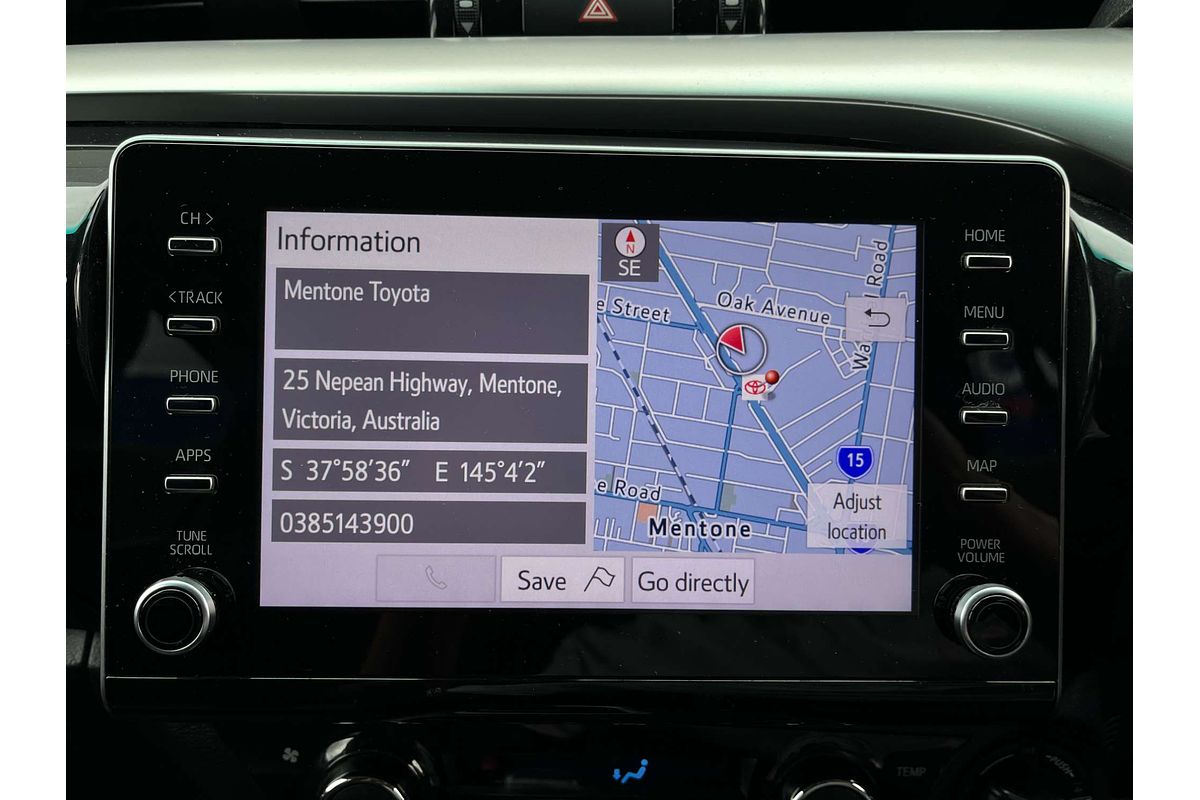 CH >
<TRACK
PHONE
APPS
TUNE
SCROLL
Information
Mentone Toyota
25 Nepean Highway, Mentone,
Victoria, Australia
S 37°58'36" E 145°4'2"
0385143900
Save
Go directly
N
SE
e Street
Oak Avenue
Road
15
e Road
Mentone
Adjust
location
HOME
MENU
AUDIO
MAP
POWER
VOLUME
TEMP
PUSH